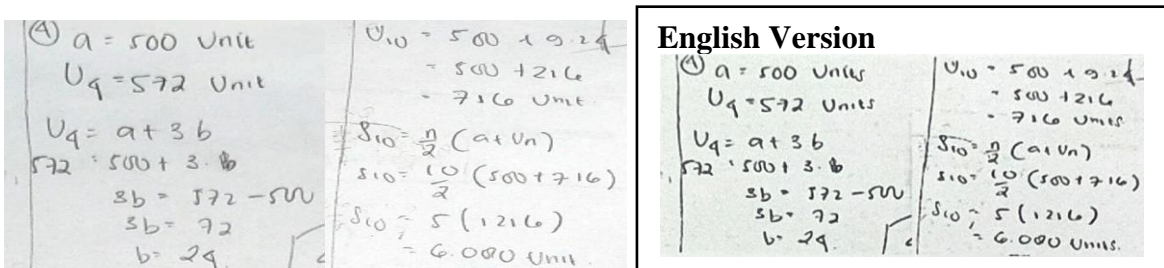 ④ a = 500 Unit
U4 = 572 Unit
U4 = a + 3b
572 = 500 + 3.b
3b = 572 - 500
3b = 72
b = 24
U10 = 500 + 9.24
= 500 + 216
= 716 Unit
S10 = n/2 (a+Un)
S10 = 10/2 (500+716)
S10 = 5 (1216)
= 6.080 Unit.
English Version
④ a = 500 Units
U4 = 572 Units
U4 = a + 3b
572 = 500 + 3.b
3b = 572 - 500
3b = 72
b = 24
U10 = 500 + 9.24
= 500 + 216
= 716 Units
S10 = n/2 (a+Un)
S10 = 10/2 (500+716)
S10 = 5 (1216)
= 6.080 Units.